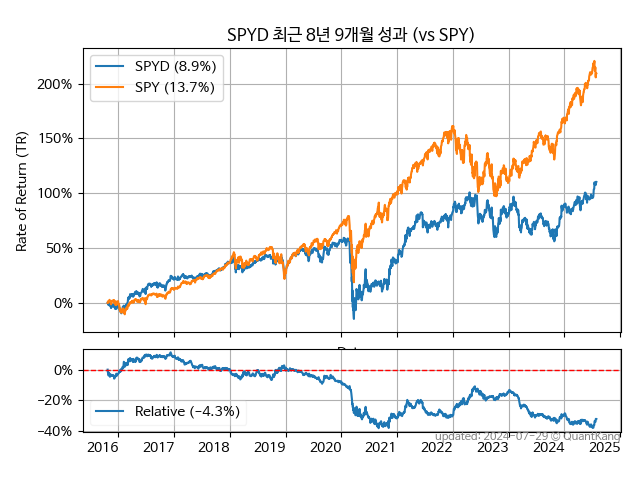 SPYD 최근 8년 9개월 성과 (vs SPY)
SPYD (8.9%)
SPY (13.7%)
Rate of Return (TR)
200%
150%
100%
50%
0%
0%
−20%
−40%
Relative (−4.3%)
2016 2017 2018 2019 2020 2021 2022 2023 2024 2025
updated: 2024-07-29 © QuantKang